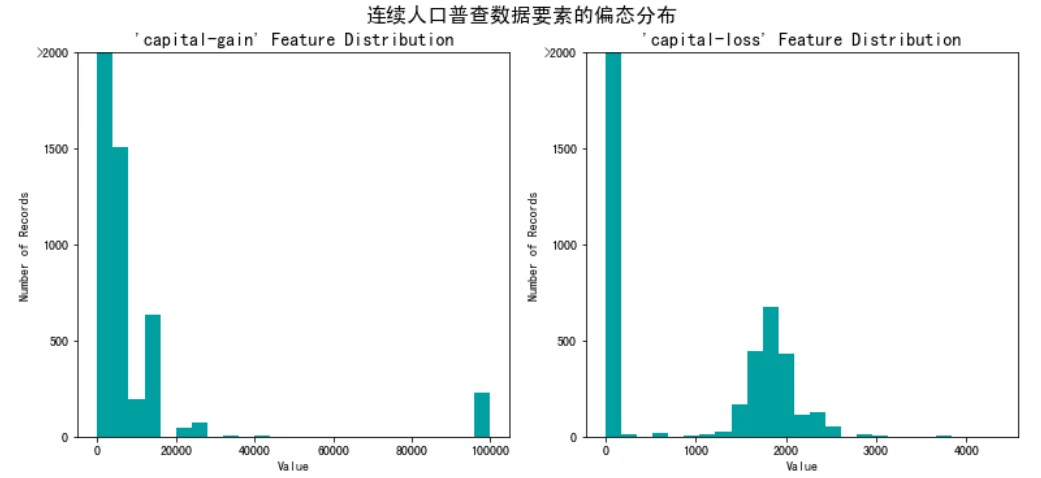 连续人口普查数据要素的偏态分布
'capital-gain' Feature Distribution
'capital-loss' Feature Distribution
>2000
1500
1000
500
0
Number of Records
0 20000 40000 60000 80000 100000
Value
>2000
1500
1000
500
0
Number of Records
0 1000 2000 3000 4000
Value